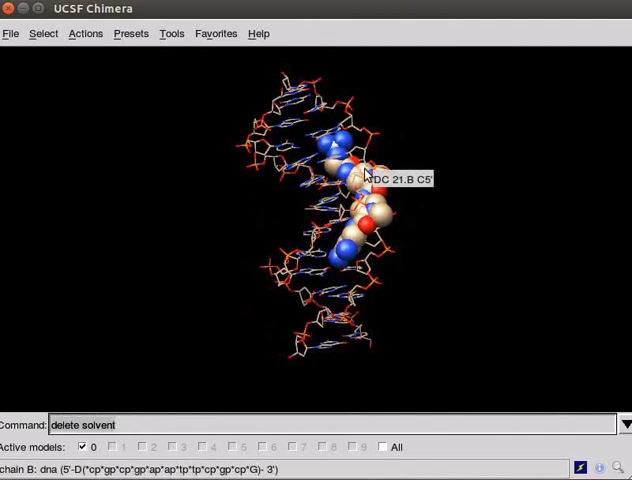 UCSF Chimera
File Select Actions Presets Tools Favorites Help
DC 21.B C5'
Command: delete solvent
Active models: 0 1 2 3 4 5 6 7 8 9 All
chain B: dna (5'-D(*cp*gp*cp*gp*ap*ap*tp*tp*cp*gp*cp*G)- 3')